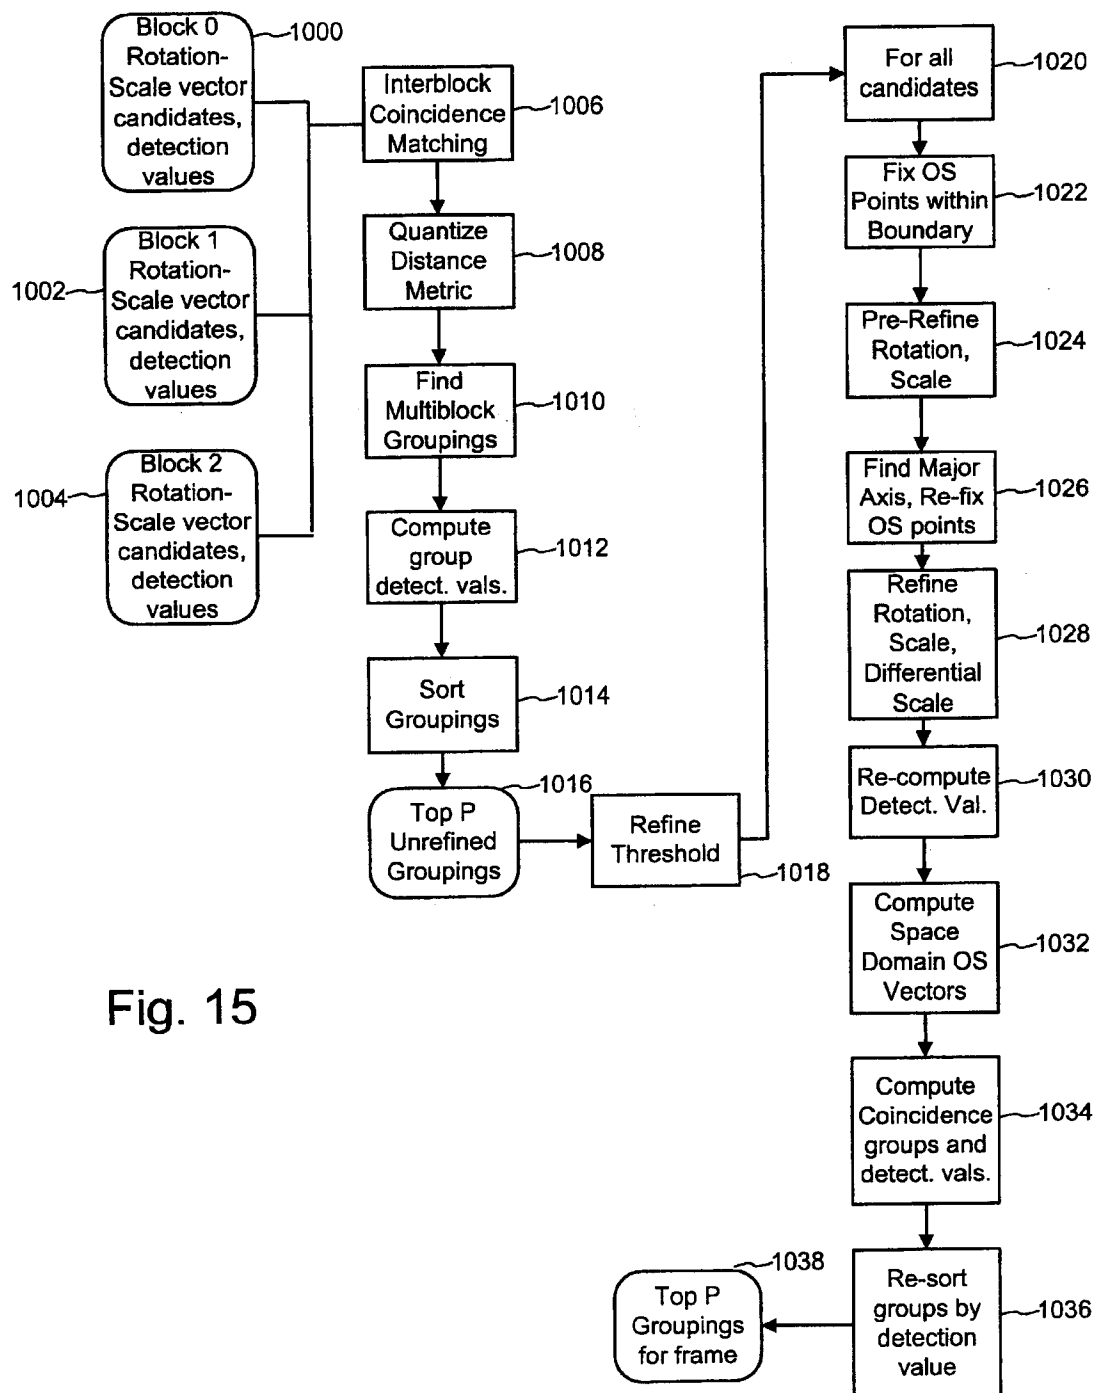 Block 0
Rotation-
Scale vector
candidates,
detection
values
1000
Block 1
Rotation-
Scale vector
candidates,
detection
values
1002
Block 2
Rotation-
Scale vector
candidates,
detection
values
1004
Interblock
Coincidence
Matching
1006
Quantize
Distance
Metric
1008
Find
Multiblock
Groupings
1010
Compute
group
detect. vals.
1012
Sort
Groupings
1014
Top P
Unrefined
Groupings
1016
Refine
Threshold
1018
For all
candidates
1020
Fix OS
Points within
Boundary
1022
Pre-Refine
Rotation,
Scale
1024
Find Major
Axis, Re-fix
OS points
1026
Refine
Rotation,
Scale,
Differential
Scale
1028
Re-compute
Detect. Val.
1030
Compute
Space
Domain OS
Vectors
1032
Compute
Coincidence
groups and
detect. vals.
1034
Re-sort
groups by
detection
value
1036
Top P
Groupings
for frame
1038
Fig. 15